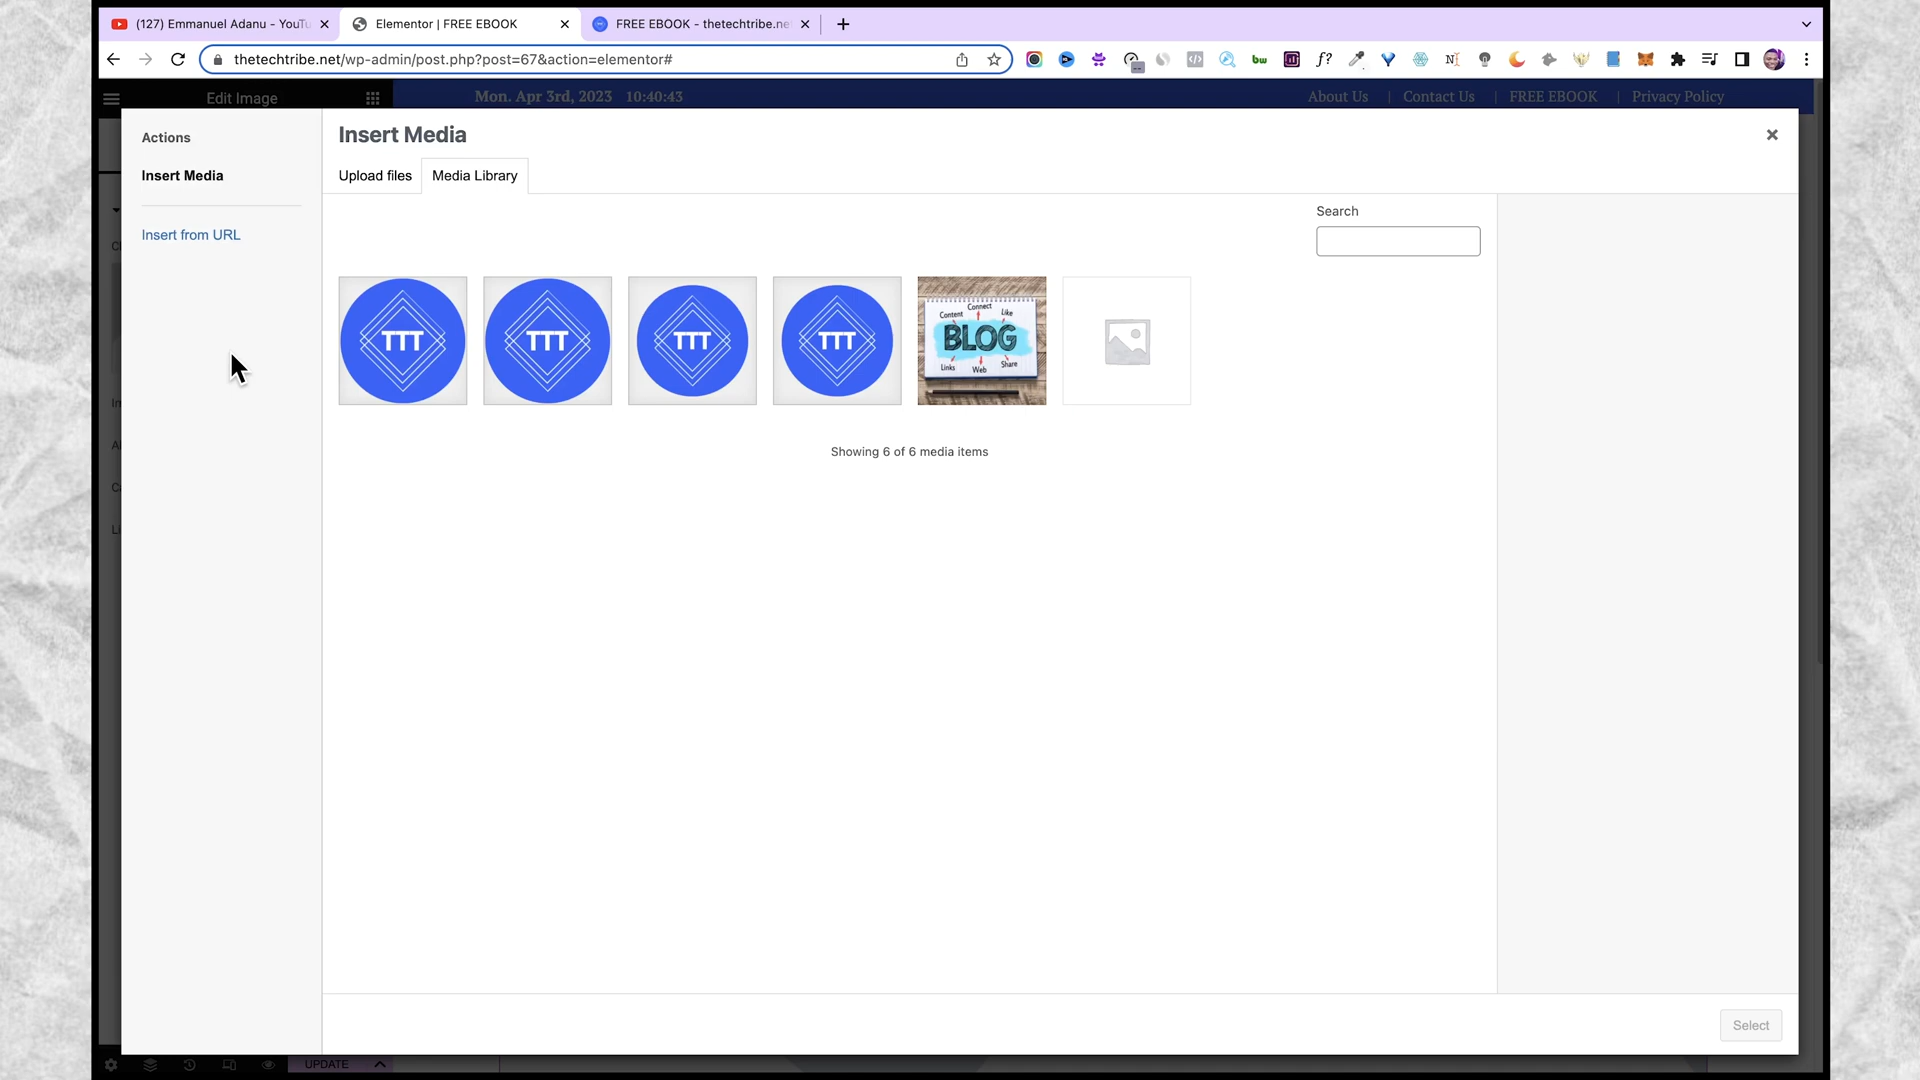 (127) Emmanuel Adanu - YouTu
Elementor | FREE EBOOK
FREE EBOOK - thetechtribe.ne
thetechtribe.net/wp-admin/post.php?post=67&action=elementor#
Edit Image
Mon. Apr 3rd, 2023 10:40:43
About Us | Contact Us | FREE EBOOK | Privacy Policy
Actions
Insert Media
Insert from URL
Insert Media
Upload files
Media Library
Search
TTT
TTT
TTT
TTT
Connect
Content
Like
BLOG
Links
Web
Share
Showing 6 of 6 media items
Select
UPDATE